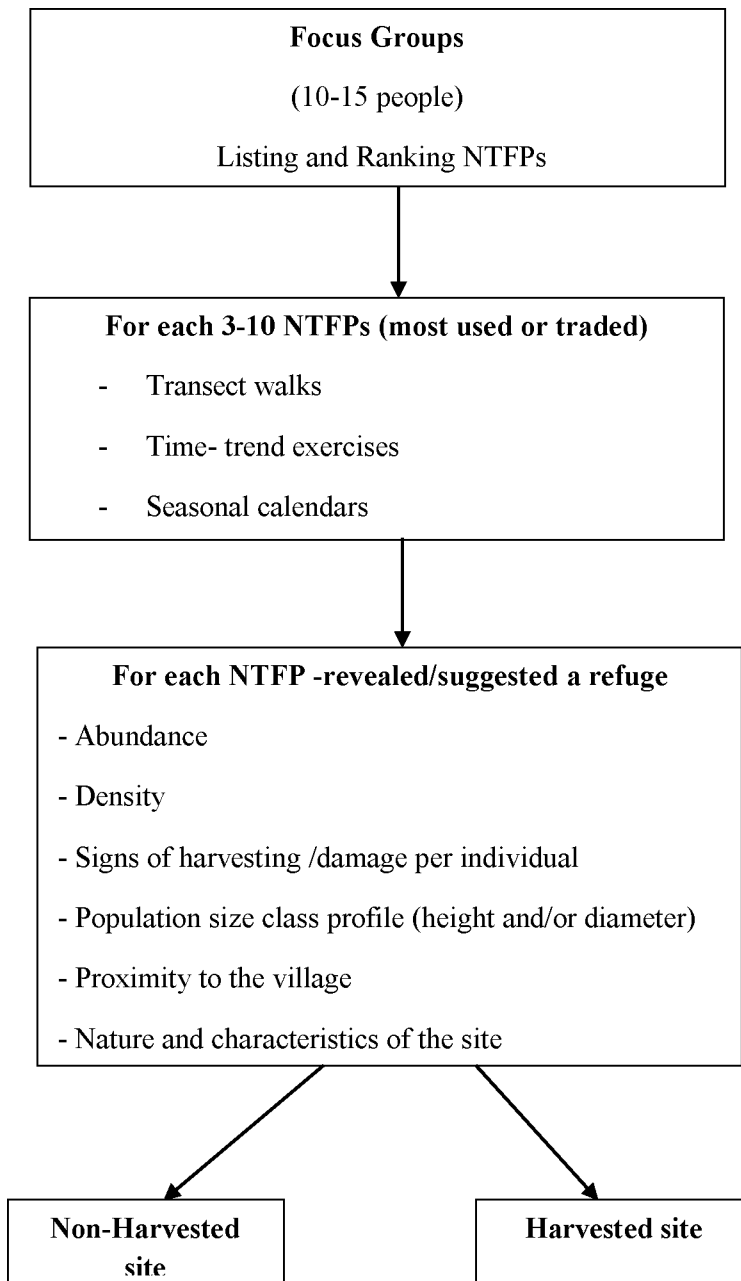 Focus Groups
(10-15 people)
Listing and Ranking NTFPs
For each 3-10 NTFPs (most used or traded)
- Transect walks
- Time- trend exercises
- Seasonal calendars
For each NTFP -revealed/suggested a refuge
- Abundance
- Density
- Signs of harvesting /damage per individual
- Population size class profile (height and/or diameter)
- Proximity to the village
- Nature and characteristics of the site
Non-Harvested
site
Harvested site